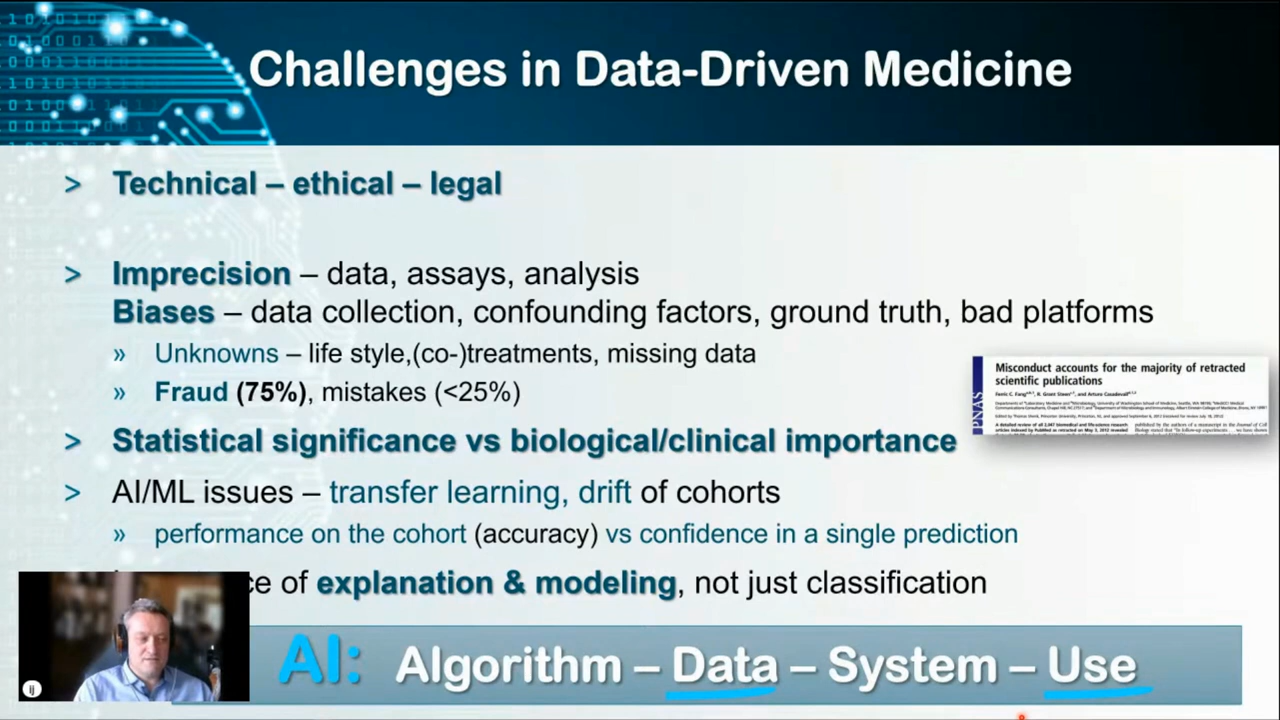 Challenges in Data-Driven Medicine
> Technical – ethical – legal
> Imprecision – data, assays, analysis
Biases – data collection, confounding factors, ground truth, bad platforms
» Unknowns – life style,(co-)treatments, missing data
» Fraud (75%), mistakes (<25%)
Misconduct accounts for the majority of retracted
scientific publications
PNAS
> Statistical significance vs biological/clinical importance
> AI/ML issues – transfer learning, drift of cohorts
» performance on the cohort (accuracy) vs confidence in a single prediction
of explanation & modeling, not just classification
AI: Algorithm – Data – System – Use
ij